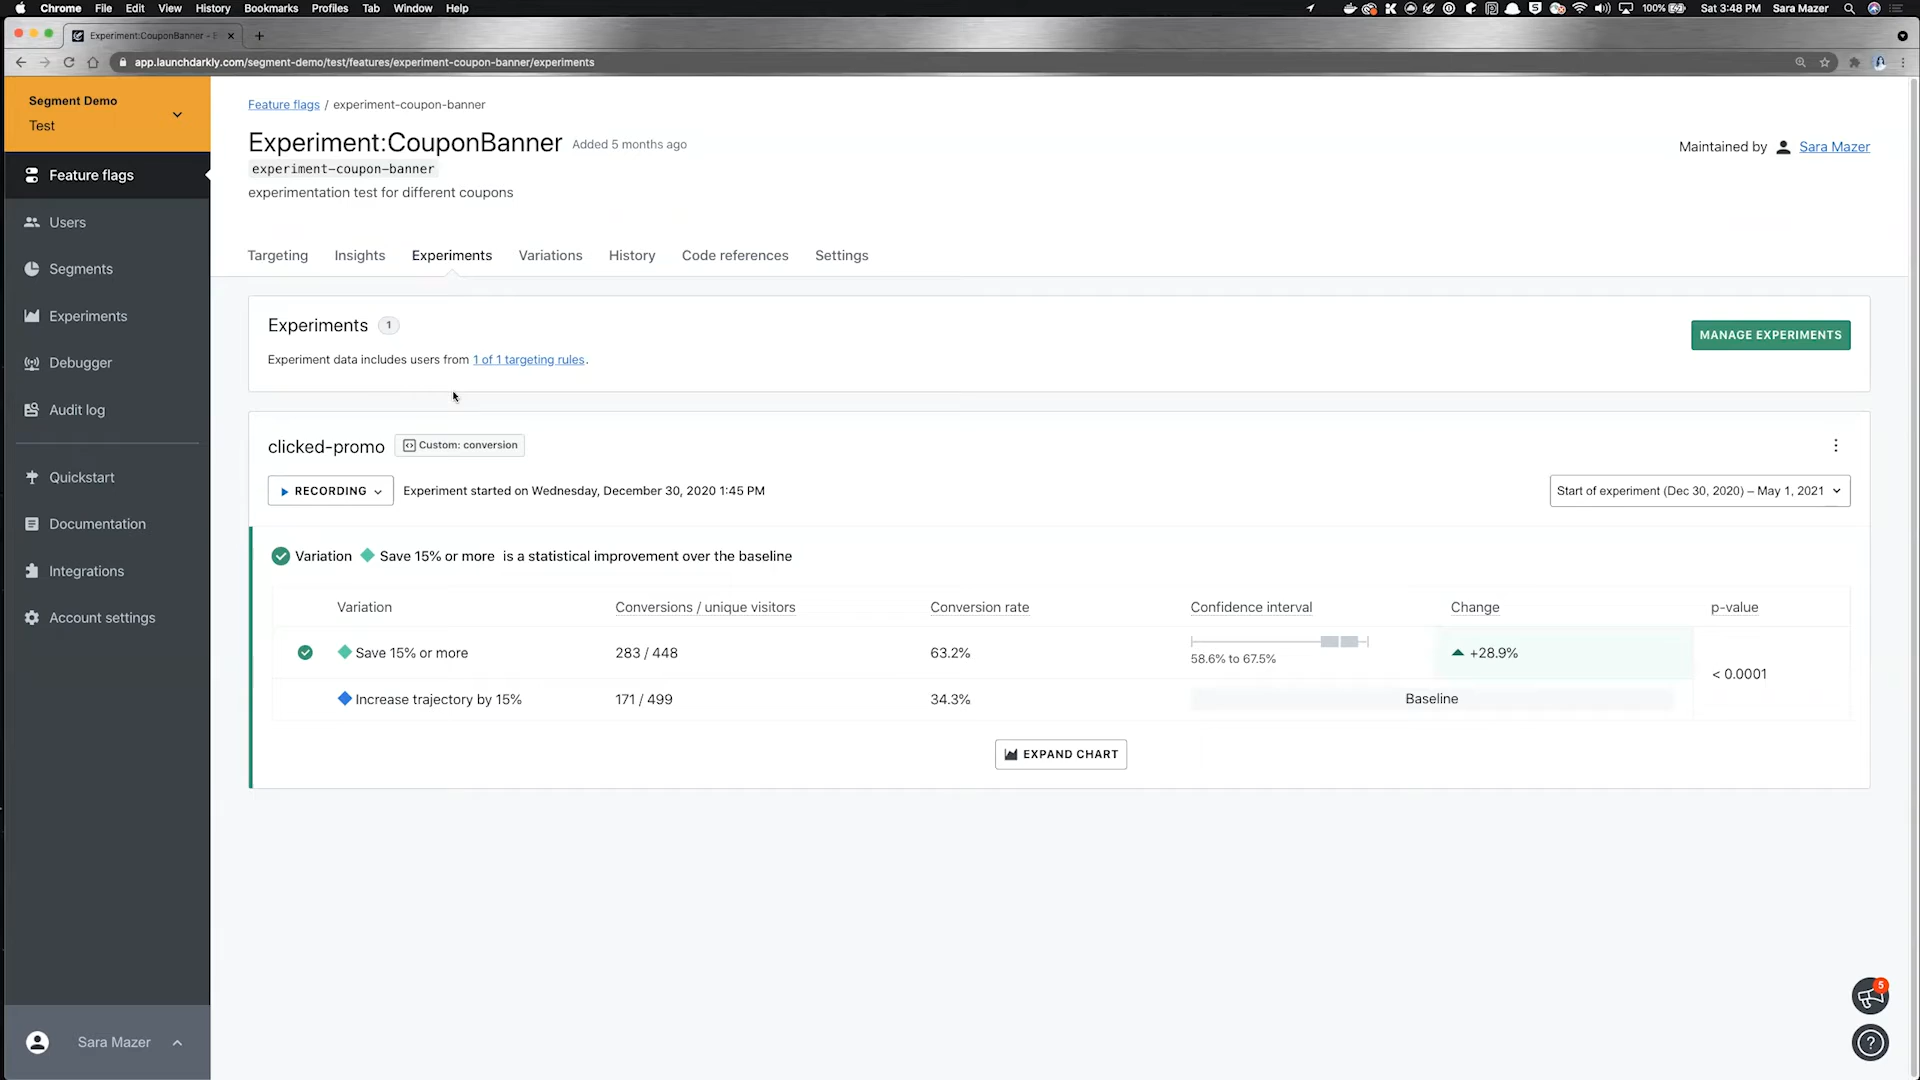 Chrome File Edit View History Bookmarks Profiles Tab Window Help 100% Sat 3:48 PM Sara Mazer
Experiment:CouponBanner - E
app.launchdarkly.com/segment-demo/test/features/experiment-coupon-banner/experiments
Segment Demo
Test
Feature flags
Users
Segments
Experiments
Debugger
Audit log
Quickstart
Documentation
Integrations
Account settings
Sara Mazer
Feature flags / experiment-coupon-banner
Experiment:CouponBanner Added 5 months ago
Maintained by Sara Mazer
experiment-coupon-banner
experimentation test for different coupons
Targeting Insights Experiments Variations History Code references Settings
Experiments 1
MANAGE EXPERIMENTS
Experiment data includes users from 1 of 1 targeting rules.
clicked-promo Custom: conversion
RECORDING Experiment started on Wednesday, December 30, 2020 1:45 PM
Start of experiment (Dec 30, 2020) – May 1, 2021
Variation Save 15% or more is a statistical improvement over the baseline
Variation Conversions / unique visitors Conversion rate Confidence interval Change p-value
Save 15% or more 283 / 448 63.2% 58.6% to 67.5% +28.9%
< 0.0001
Increase trajectory by 15% 171 / 499 34.3% Baseline
EXPAND CHART
5
?